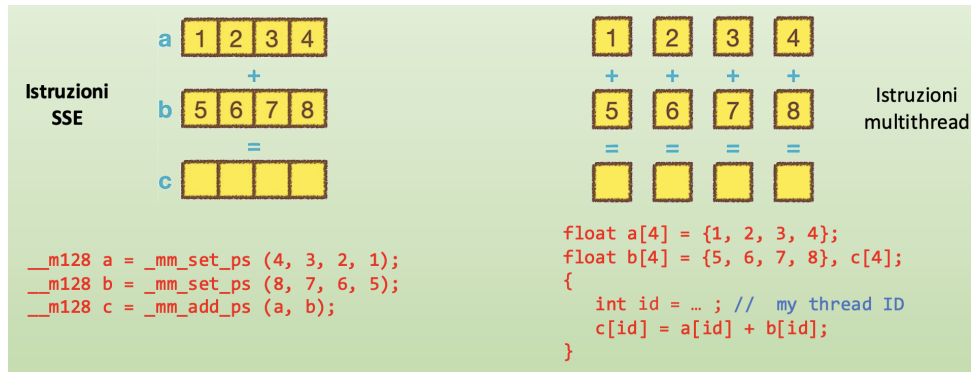 Istruzioni
SSE
a 1 2 3 4
+
b 5 6 7 8
=
c
__m128 a = _mm_set_ps (4, 3, 2, 1);
__m128 b = _mm_set_ps (8, 7, 6, 5);
__m128 c = _mm_add_ps (a, b);
1 2 3 4
+ + + +
5 6 7 8
= = = =
Istruzioni
multithread
float a[4] = {1, 2, 3, 4};
float b[4] = {5, 6, 7, 8}, c[4];
{
int id = … ; // my thread ID
c[id] = a[id] + b[id];
}